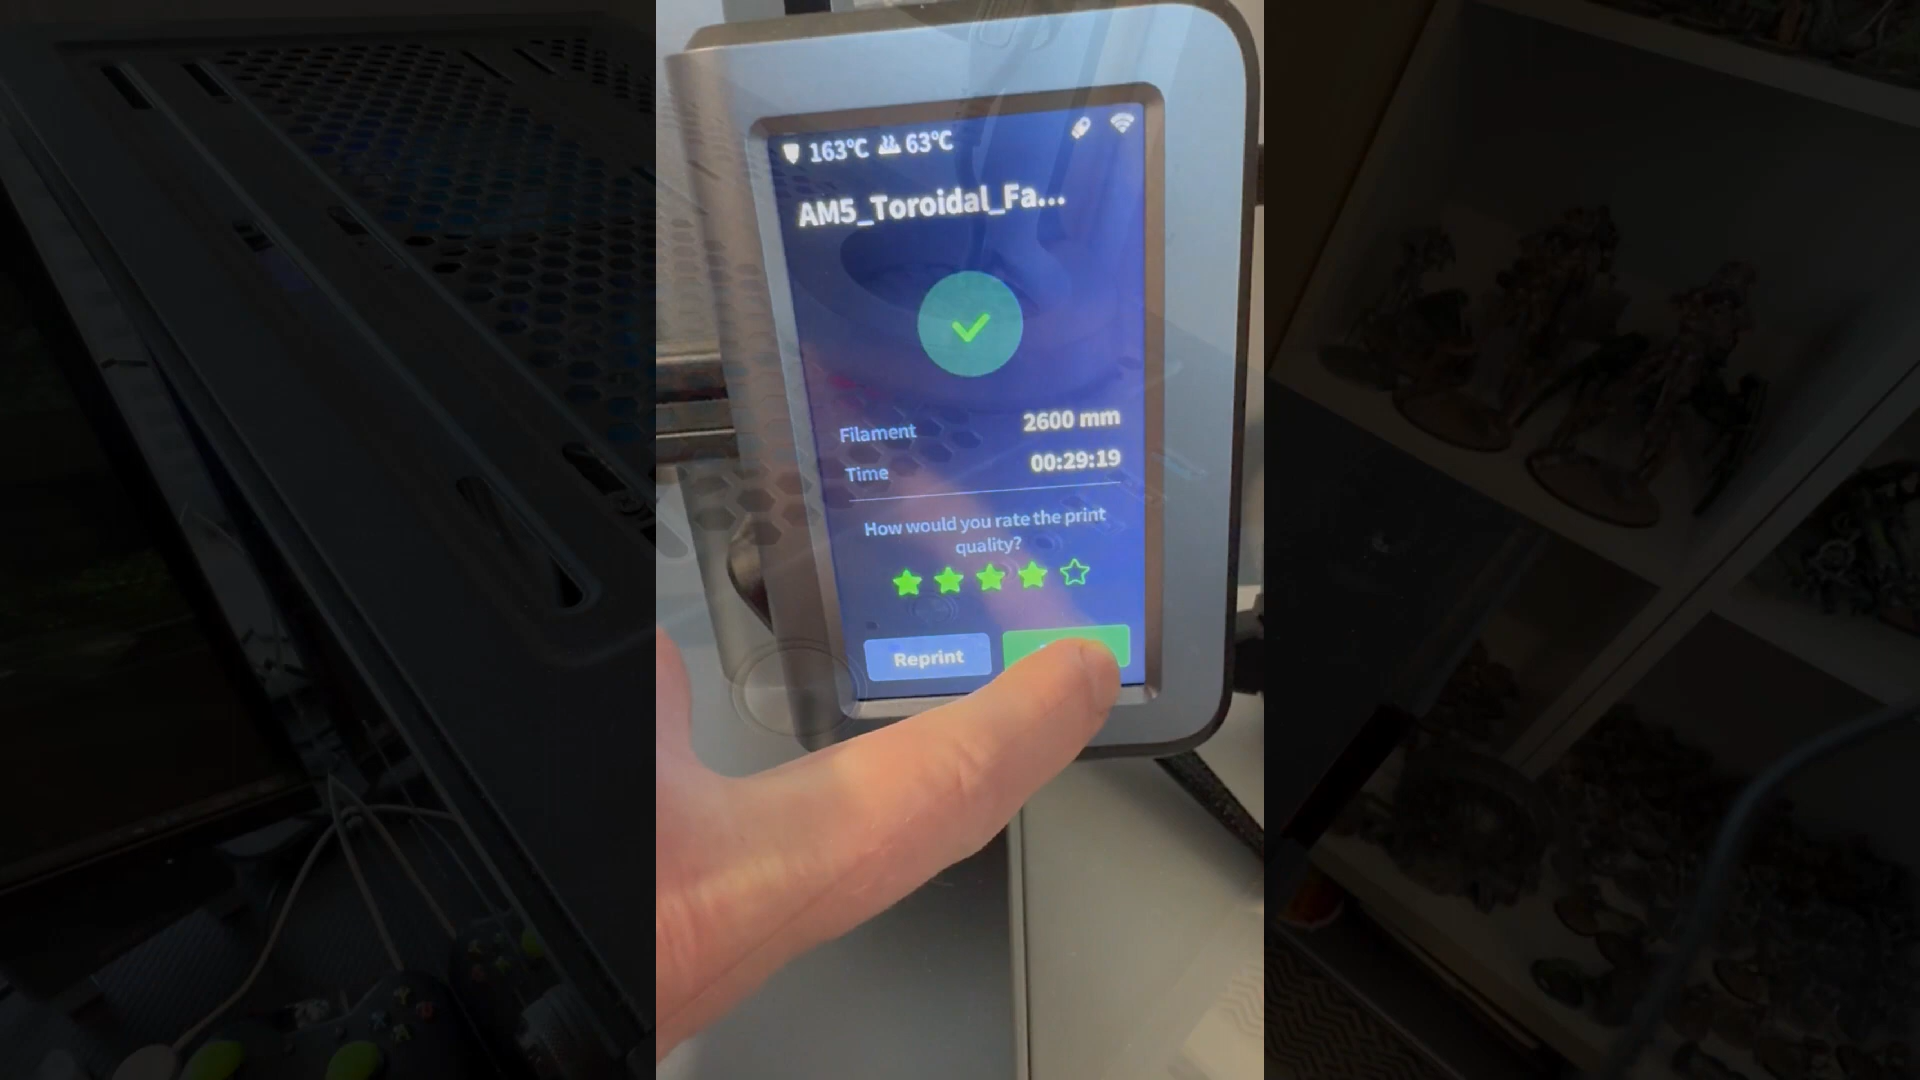 163°C 63°C
AM5_Toroidal_Fa...
Filament 2600 mm
Time 00:29:19
How would you rate the print
quality?
Reprint